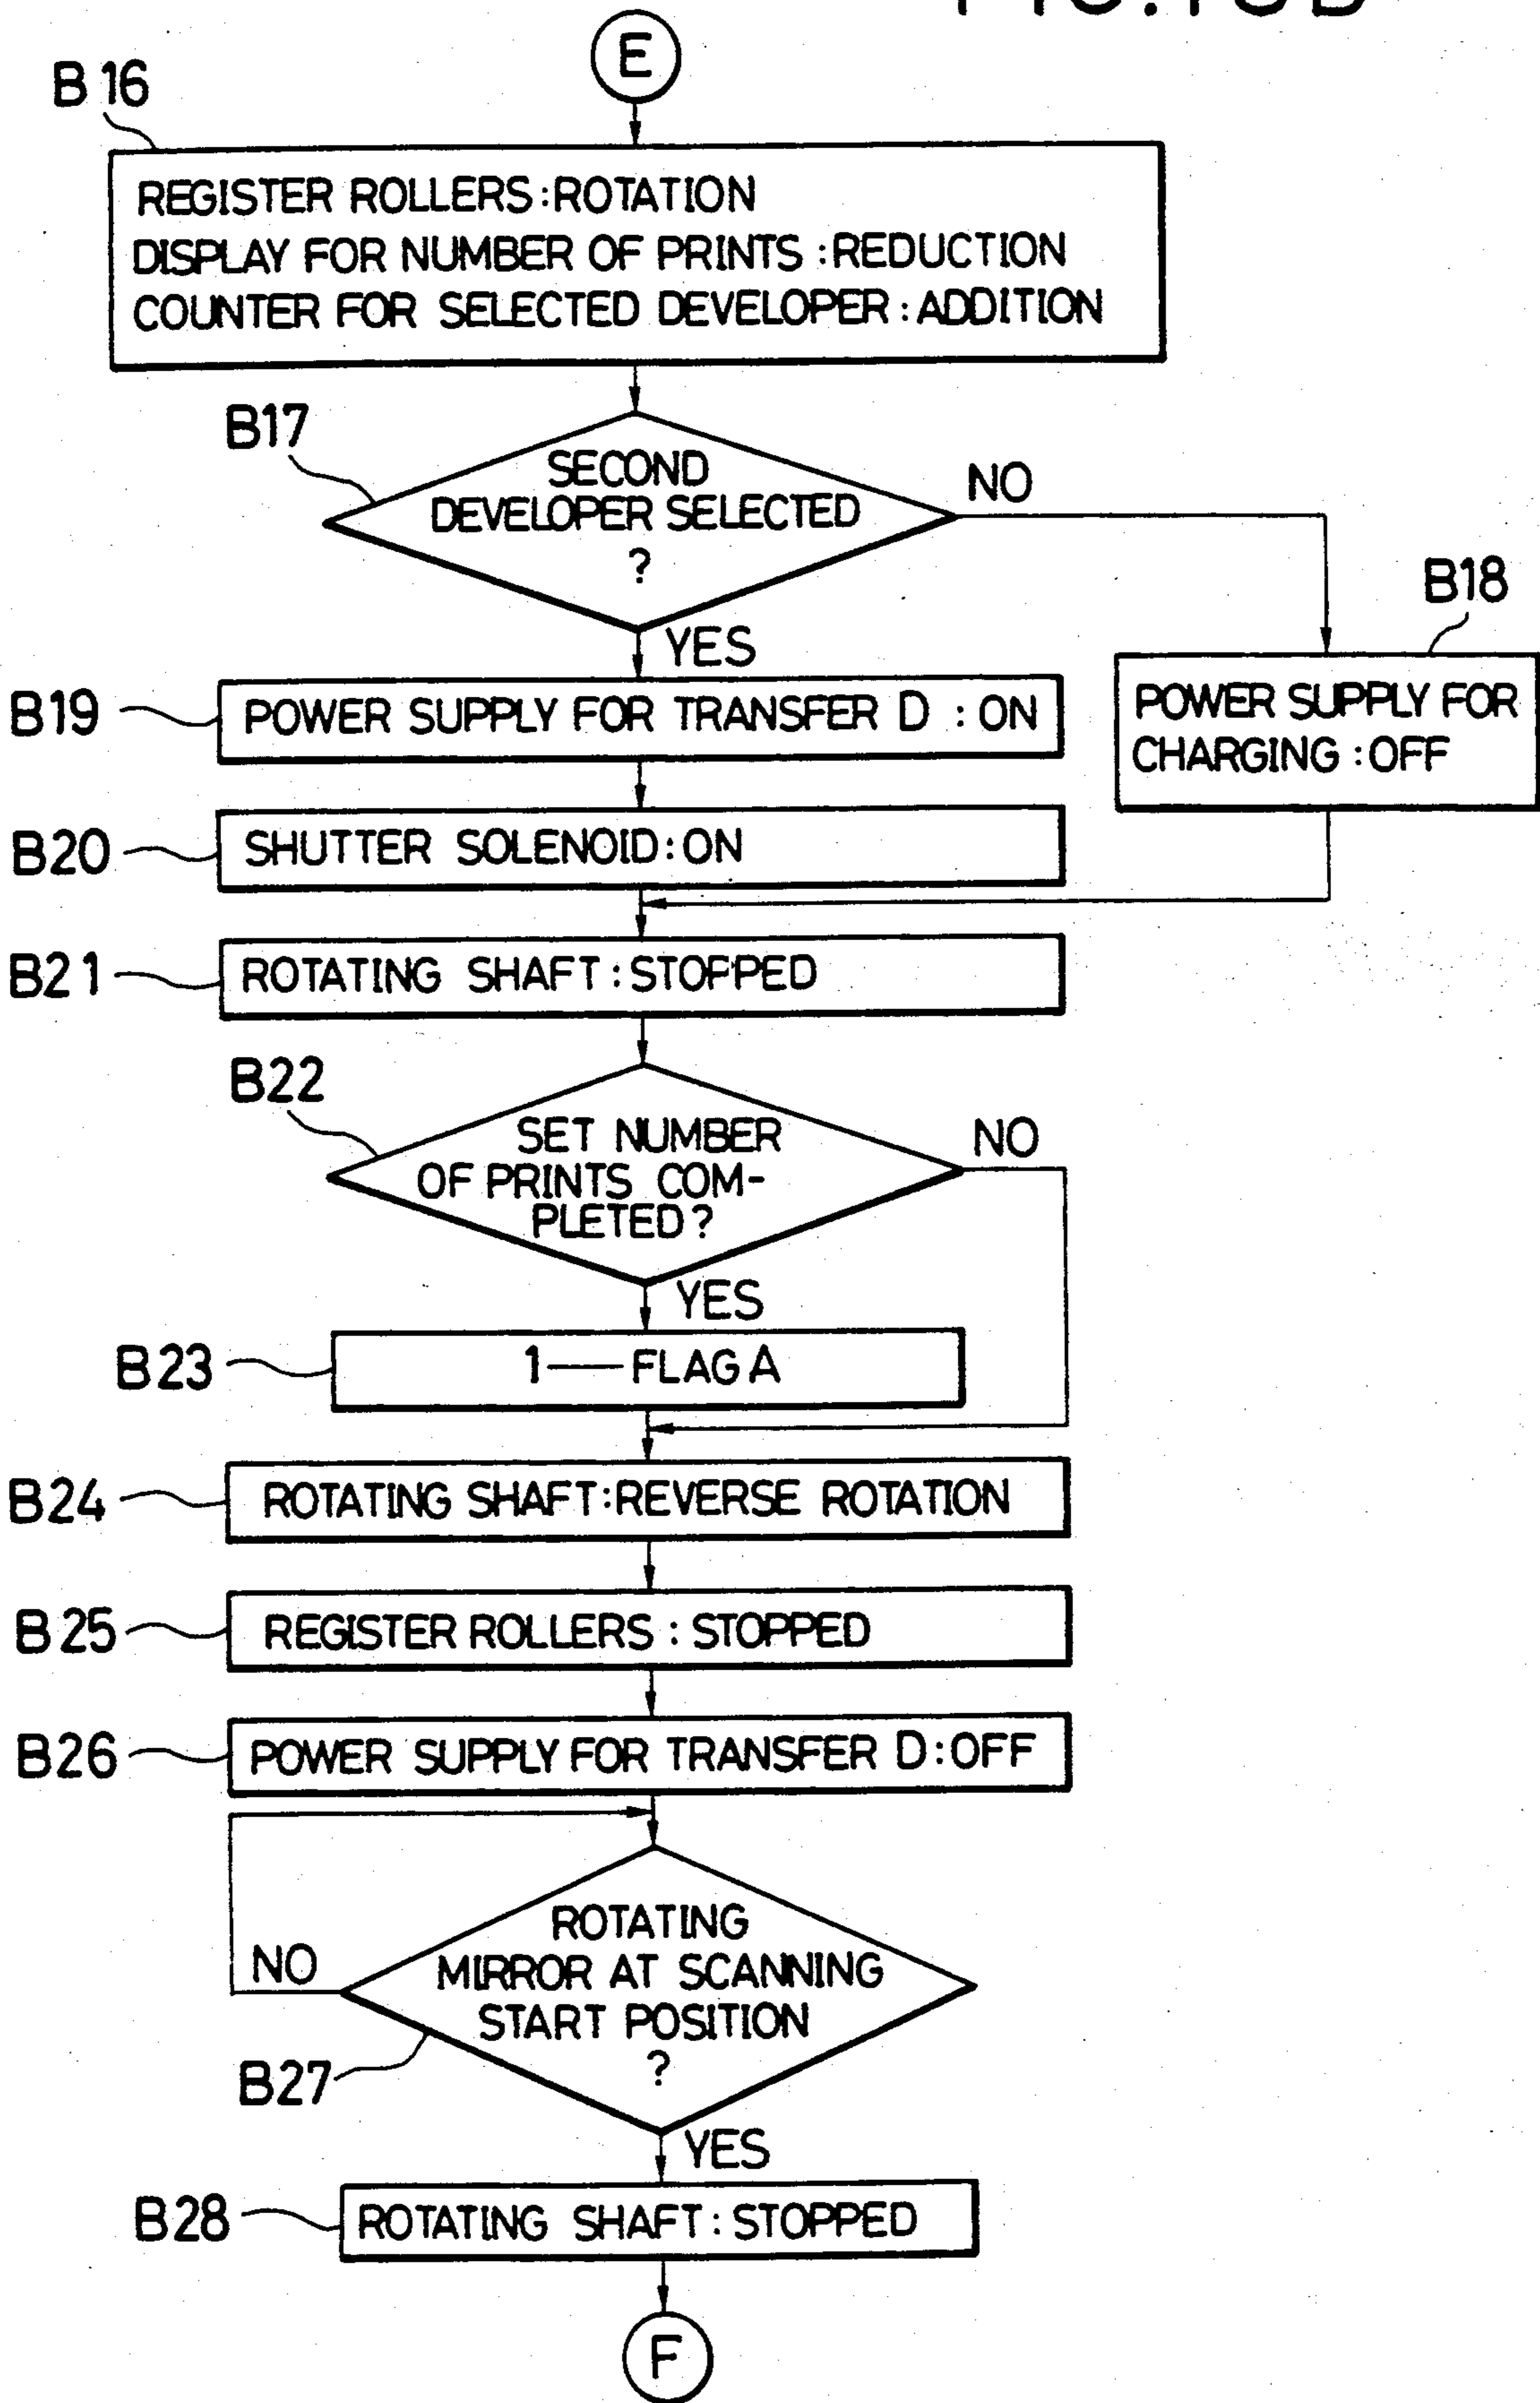 E
B16
REGISTER ROLLERS:ROTATION
DISPLAY FOR NUMBER OF PRINTS :REDUCTION
COUNTER FOR SELECTED DEVELOPER :ADDITION
B17
SECOND
DEVELOPER SELECTED
?
NO
YES
B18
POWER SUPPLY FOR
CHARGING :OFF
B19
POWER SUPPLY FOR TRANSFER D : ON
B20
SHUTTER SOLENOID:ON
B21
ROTATING SHAFT:STOPPED
B22
SET NUMBER
OF PRINTS COM-
PLETED?
NO
YES
B23
1—FLAG A
B24
ROTATING SHAFT:REVERSE ROTATION
B25
REGISTER ROLLERS : STOPPED
B26
POWER SUPPLY FOR TRANSFER D:OFF
ROTATING
MIRROR AT SCANNING
START POSITION
?
NO
B27
YES
B28
ROTATING SHAFT:STOPPED
F